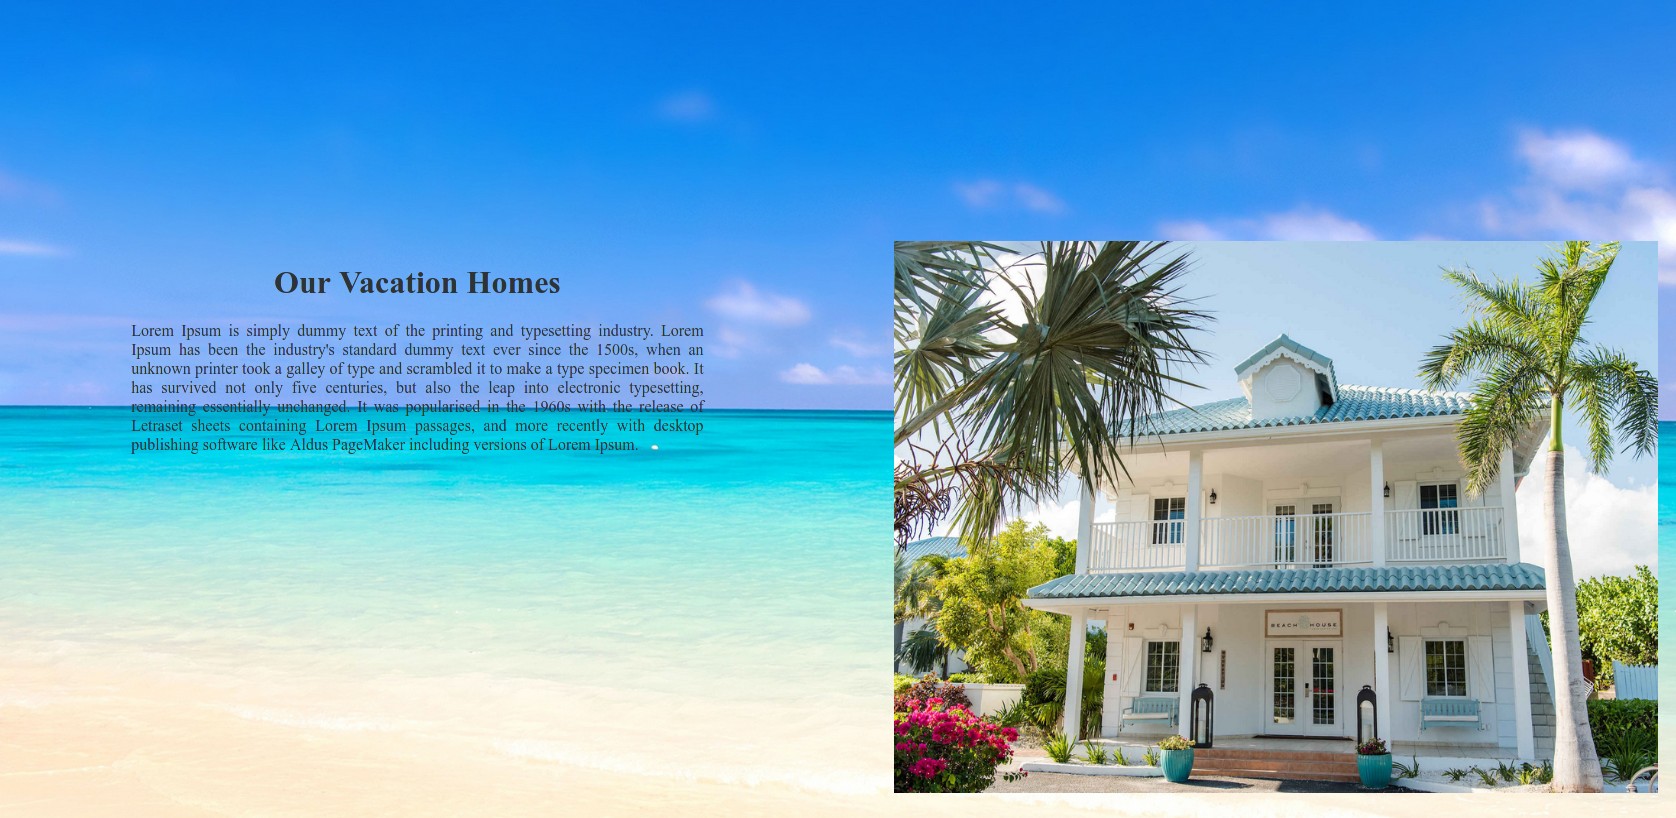 Our Vacation Homes
Lorem Ipsum is simply dummy text of the printing and typesetting industry. Lorem
Ipsum has been the industry's standard dummy text ever since the 1500s, when an
unknown printer took a galley of type and scrambled it to make a type specimen book. It
has survived not only five centuries, but also the leap into electronic typesetting,
remaining essentially unchanged. It was popularised in the 1960s with the release of
Letraset sheets containing Lorem Ipsum passages, and more recently with desktop
publishing software like Aldus PageMaker including versions of Lorem Ipsum.
BEACH HOUSE